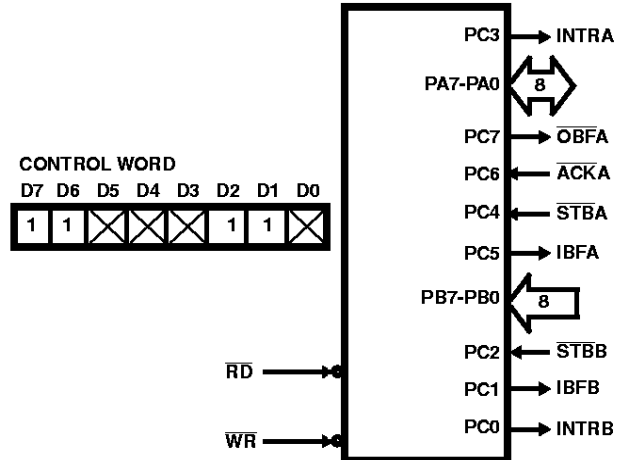 PC3 INTRA
PA7-PA0 8
PC7 OBFA
CONTROL WORD
PC6 ACKA
D7 D6 D5 D4 D3 D2 D1 D0
1 1 1 1
PC4 STBA
PC5 IBFA
PB7-PB0 8
PC2 STBB
RD
PC1 IBFB
PC0 INTRB
WR